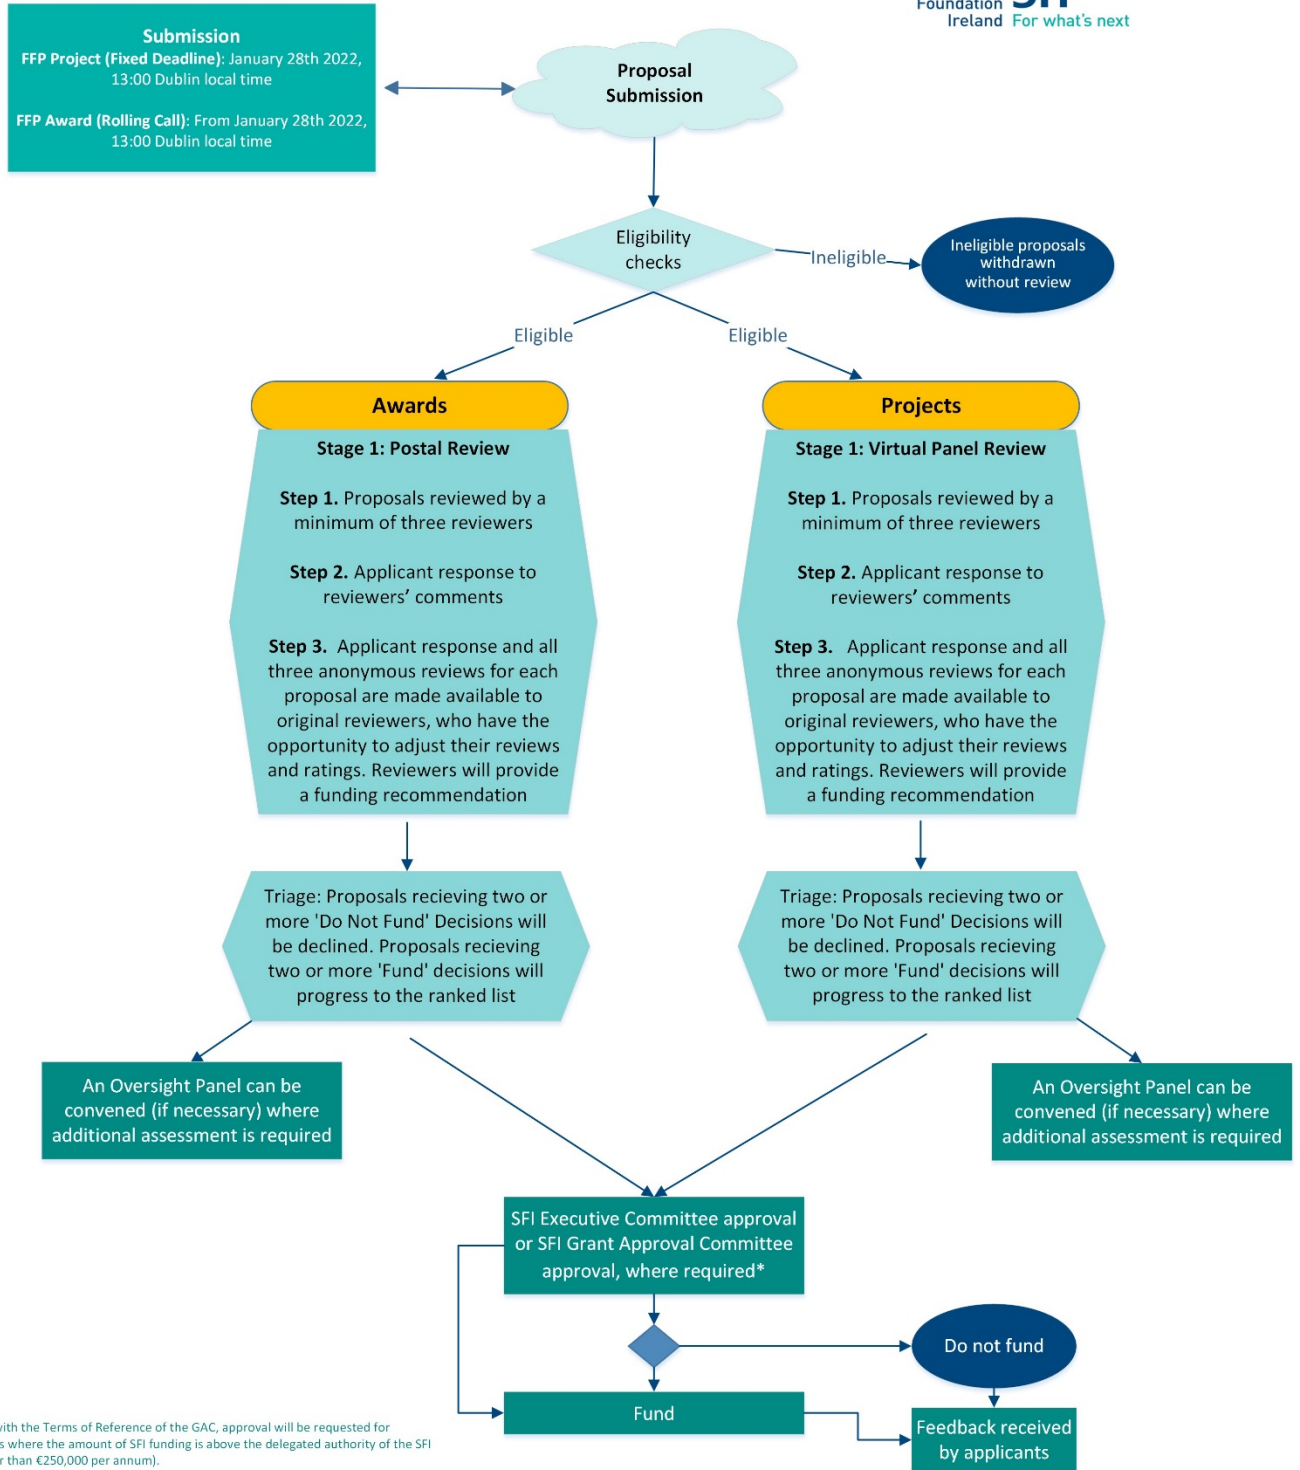 Foundation
Ireland For what's next
Submission
FFP Project (Fixed Deadline): January 28th 2022,
13:00 Dublin local time
FFP Award (Rolling Call): From January 28th 2022,
13:00 Dublin local time
Proposal
Submission
Eligibility
checks
Ineligible
Ineligible proposals
withdrawn
without review
Eligible
Eligible
Awards
Stage 1: Postal Review
Step 1. Proposals reviewed by a
minimum of three reviewers
Step 2. Applicant response to
reviewers’ comments
Step 3. Applicant response and all
three anonymous reviews for each
proposal are made available to
original reviewers, who have the
opportunity to adjust their reviews
and ratings. Reviewers will provide
a funding recommendation
Projects
Stage 1: Virtual Panel Review
Step 1. Proposals reviewed by a
minimum of three reviewers
Step 2. Applicant response to
reviewers’ comments
Step 3. Applicant response and all
three anonymous reviews for each
proposal are made available to
original reviewers, who have the
opportunity to adjust their reviews
and ratings. Reviewers will provide
a funding recommendation
Triage: Proposals recieving two or
more 'Do Not Fund' Decisions will
be declined. Proposals recieving
two or more 'Fund' decisions will
progress to the ranked list
Triage: Proposals recieving two or
more 'Do Not Fund' Decisions will
be declined. Proposals recieving
two or more 'Fund' decisions will
progress to the ranked list
An Oversight Panel can be
convened (if necessary) where
additional assessment is required
An Oversight Panel can be
convened (if necessary) where
additional assessment is required
SFI Executive Committee approval
or SFI Grant Approval Committee
approval, where required*
Do not fund
Fund
Feedback received
by applicants
with the Terms of Reference of the GAC, approval will be requested for
where the amount of SFI funding is above the delegated authority of the SFI
than €250,000 per annum).